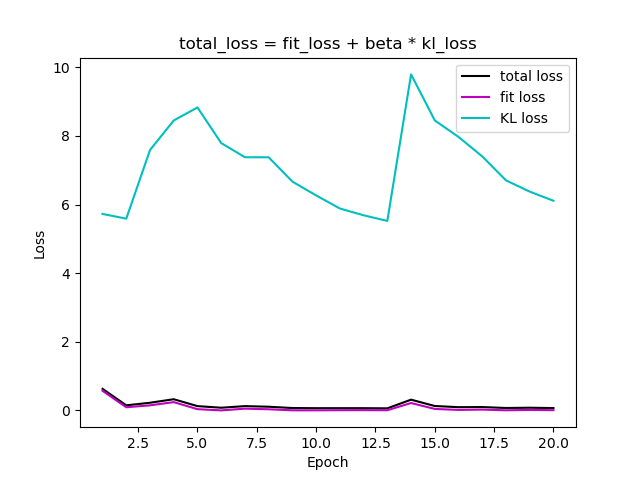 total_loss = fit_loss + beta * kl_loss
total loss
fit loss
KL loss
10
8
6
4
2
0
Loss
2.5 5.0 7.5 10.0 12.5 15.0 17.5 20.0
Epoch